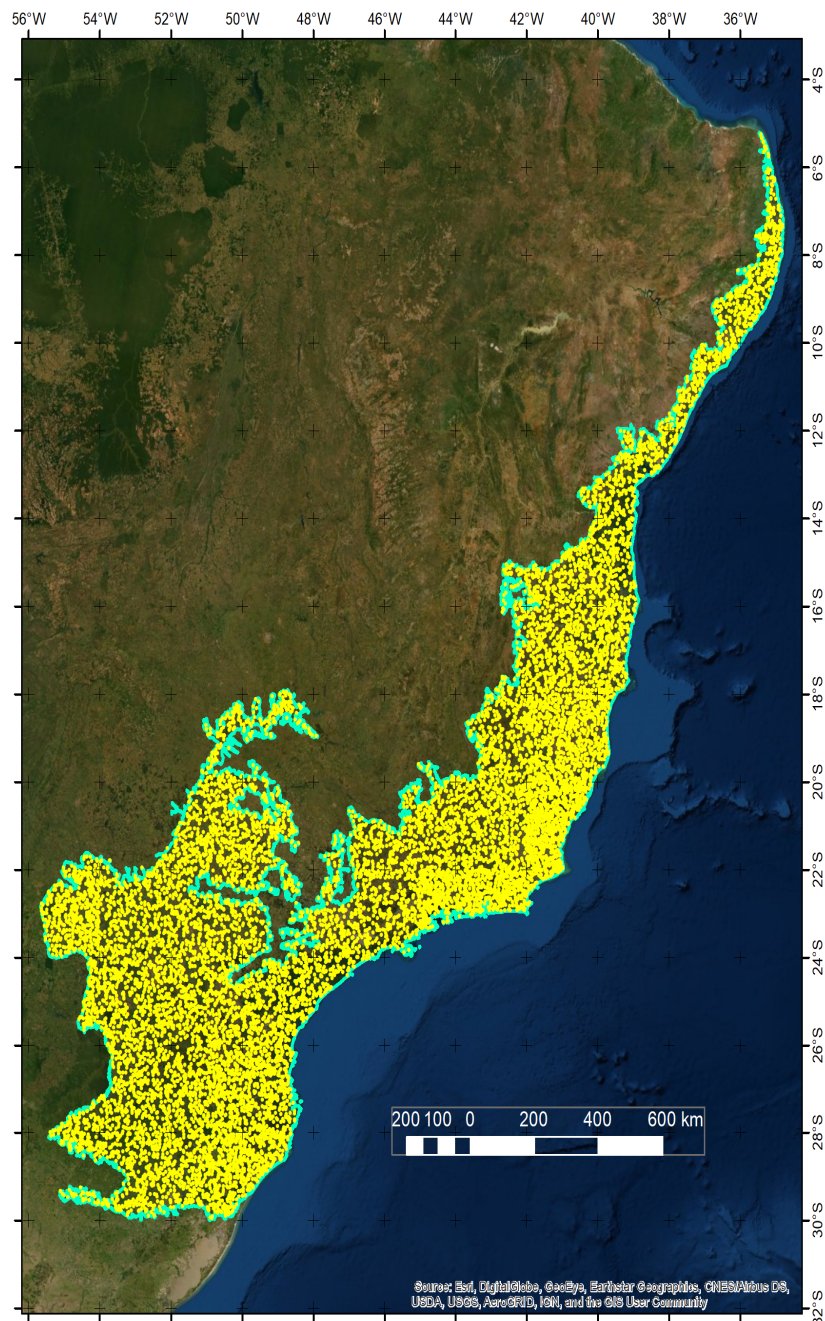 56°W 54°W 52°W 50°W 48°W 46°W 44°W 42°W 40°W 38°W 36°W
4°S
6°S
8°S
10°S
12°S
14°S
16°S
18°S
20°S
22°S
24°S
26°S
28°S
30°S
32°S
200 100 0 200 400 600 km
Source: Esri, DigitalGlobe, GeoEye, Earthstar Geographics, CNES/Airbus DS,
USDA, USGS, AeroGRID, IGN, and the GIS User Community